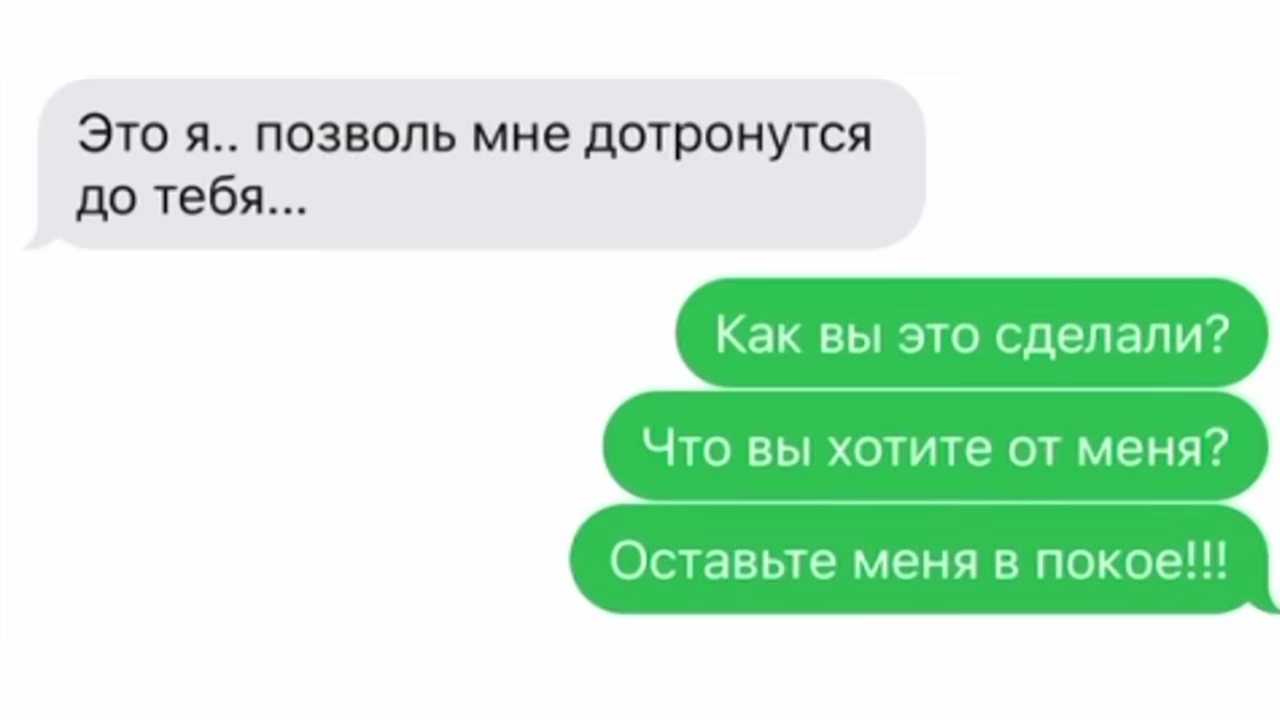 Это я.. позволь мне дотронутся
до тебя...
Как вы это сделали?
Что вы хотите от меня?
Оставьте меня в покое!!!